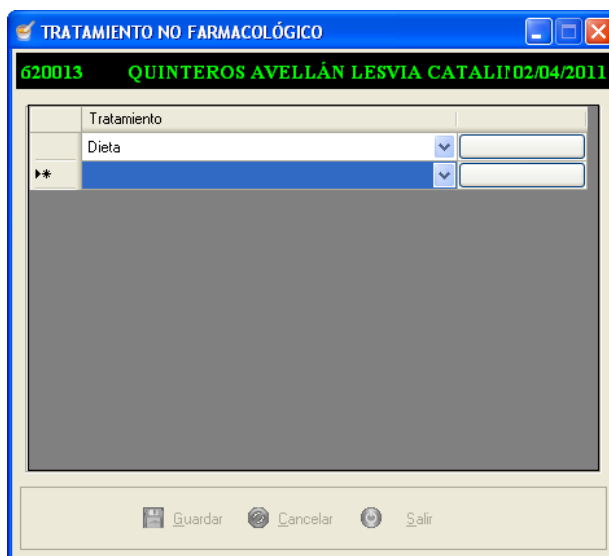 TRATAMIENTO NO FARMACOLÓGICO
620013 QUINTEROS AVELLÁN LESVIA 02/04/2011
Tratamiento
Dieta
Guardar Cancelar Salir